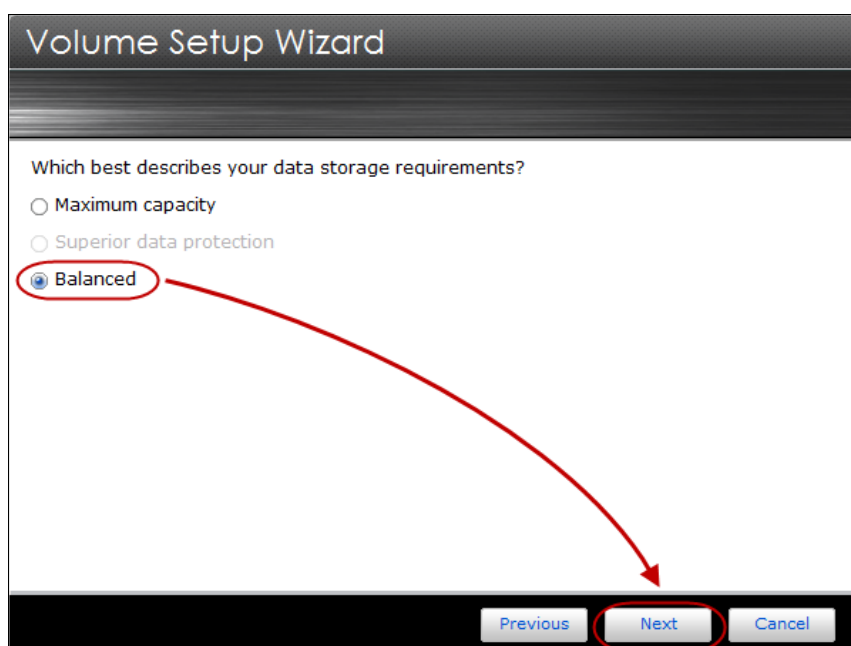 Volume Setup Wizard
Which best describes your data storage requirements?
Maximum capacity
Superior data protection
Balanced
Previous Next Cancel